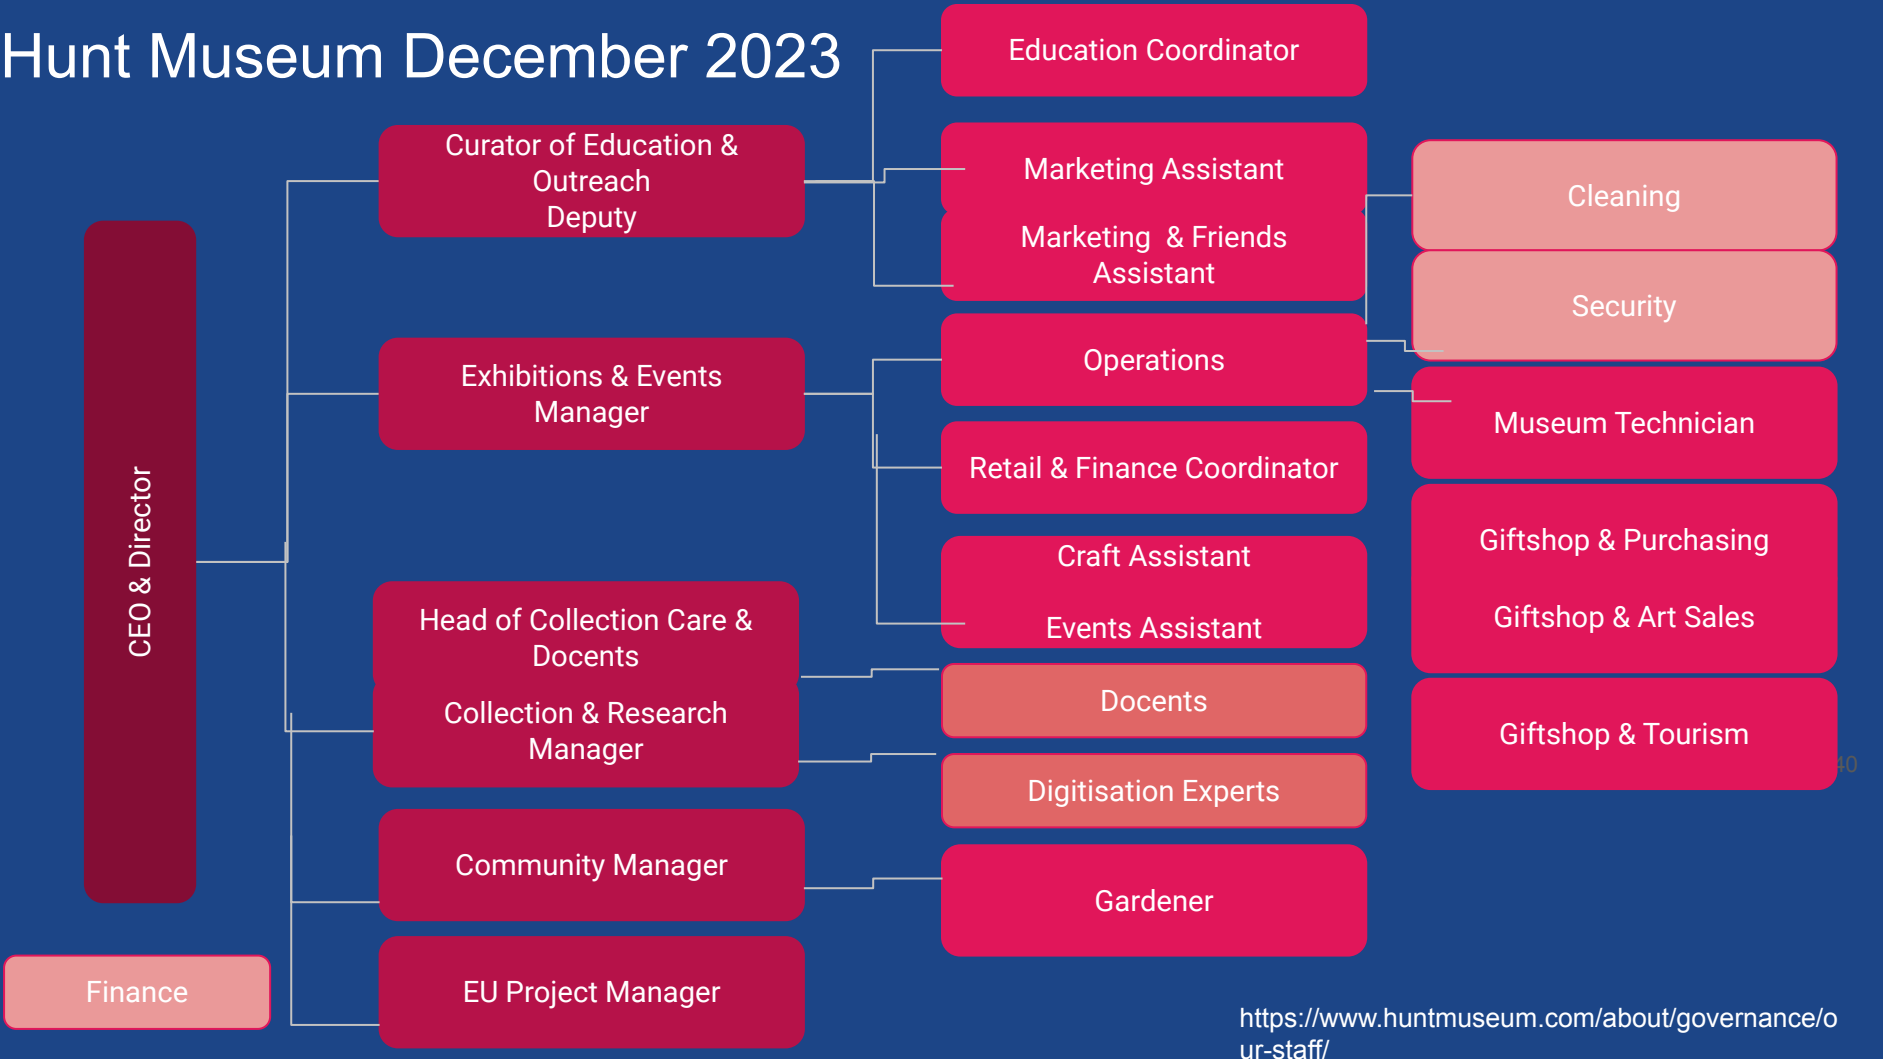 Hunt Museum December 2023
CEO & Director
Finance
Curator of Education &
Outreach
Deputy
Exhibitions & Events
Manager
Head of Collection Care &
Docents
Collection & Research
Manager
Community Manager
EU Project Manager
Education Coordinator
Marketing Assistant
Marketing & Friends
Assistant
Operations
Retail & Finance Coordinator
Craft Assistant
Events Assistant
Docents
Digitisation Experts
Gardener
Cleaning
Security
Museum Technician
Giftshop & Purchasing
Giftshop & Art Sales
Giftshop & Tourism
40
https://www.huntmuseum.com/about/governance/o
ur-staff/